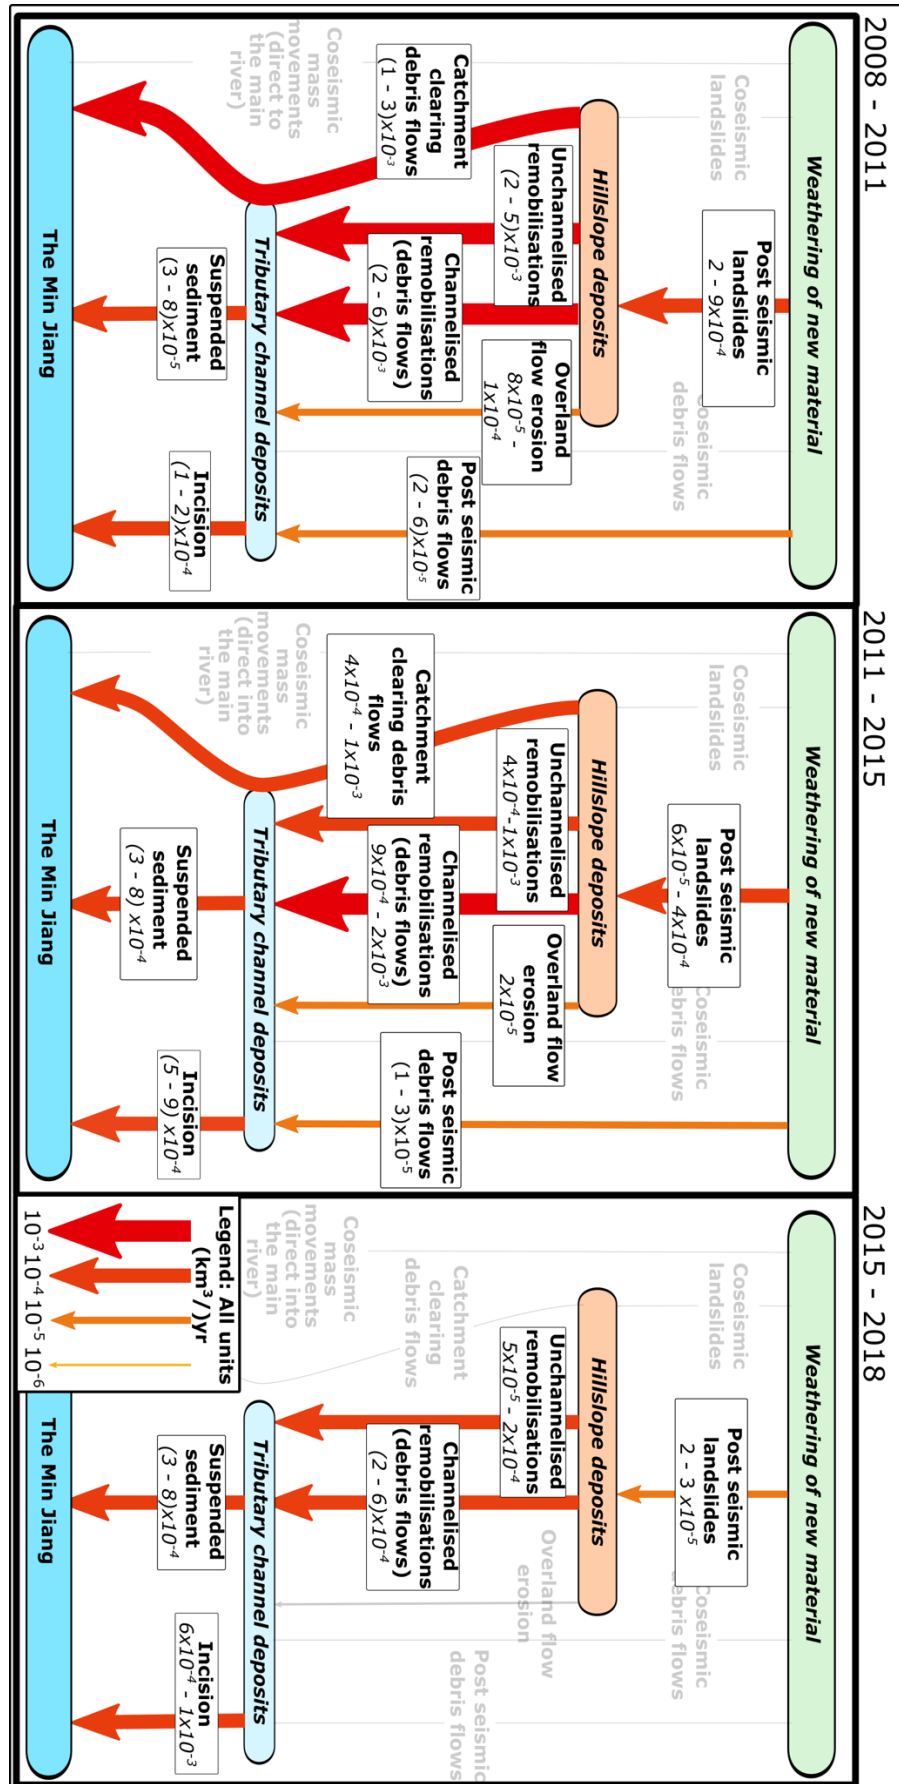 2008 - 2011
Weathering of new material
Coseismic
landslides
Post seismic
landslides
2 - 9x10⁻⁴
Coseismic
debris flows
Hillslope deposits
Catchment
clearing
debris flows
(1 - 3)x10⁻³
Unchannelised
remobilisations
(2 - 5)x10⁻³
Channelised
remobilisations
(debris flows)
(2 - 6)x10⁻³
Overland
flow erosion
8x10⁻⁵ -
1x10⁻⁴
Post seismic
debris flows
(2 - 6)x10⁻⁵
Coseismic
mass
movements
(direct to
the main
river)
Tributary channel deposits
Suspended
sediment
(3 - 8)x10⁻⁵
Incision
(1 - 2)x10⁻⁴
The Min Jiang
2011 - 2015
Weathering of new material
Coseismic
landslides
Post seismic
landslides
6x10⁻⁵ - 4x10⁻⁴
Coseismic
debris flows
Hillslope deposits
Catchment
clearing debris
flows
4x10⁻⁴ - 1x10⁻³
Unchannelised
remobilisations
4x10⁻⁴-1x10⁻³
Channelised
remobilisations
(debris flows)
9x10⁻⁴ - 2x10⁻³
Overland flow
erosion
2x10⁻⁵
Post seismic
debris flows
(1 - 3)x10⁻⁵
Coseismic
mass
movements
(direct into
the main
river)
Tributary channel deposits
Suspended
sediment
(3 - 8) x10⁻⁴
Incision
(5 - 9) x10⁻⁴
The Min Jiang
2015 - 2018
Weathering of new material
Coseismic
landslides
Post seismic
landslides
2 - 3 x10⁻⁵
Coseismic
debris flows
Hillslope deposits
Catchment
clearing
debris flows
Unchannelised
remobilisations
5x10⁻⁵ - 2x10⁻⁴
Channelised
remobilisations
(debris flows)
(2 - 6)x10⁻⁴
Overland flow
erosion
Post seismic
debris flows
Coseismic
mass
movements
(direct into
the main
river)
Tributary channel deposits
Suspended
sediment
(3 - 8)x10⁻⁴
Incision
6x10⁻⁴ - 1x10⁻³
The Min Jiang
Legend: All units
(km³/)yr
10⁻³ 10⁻⁴ 10⁻⁵ 10⁻⁶